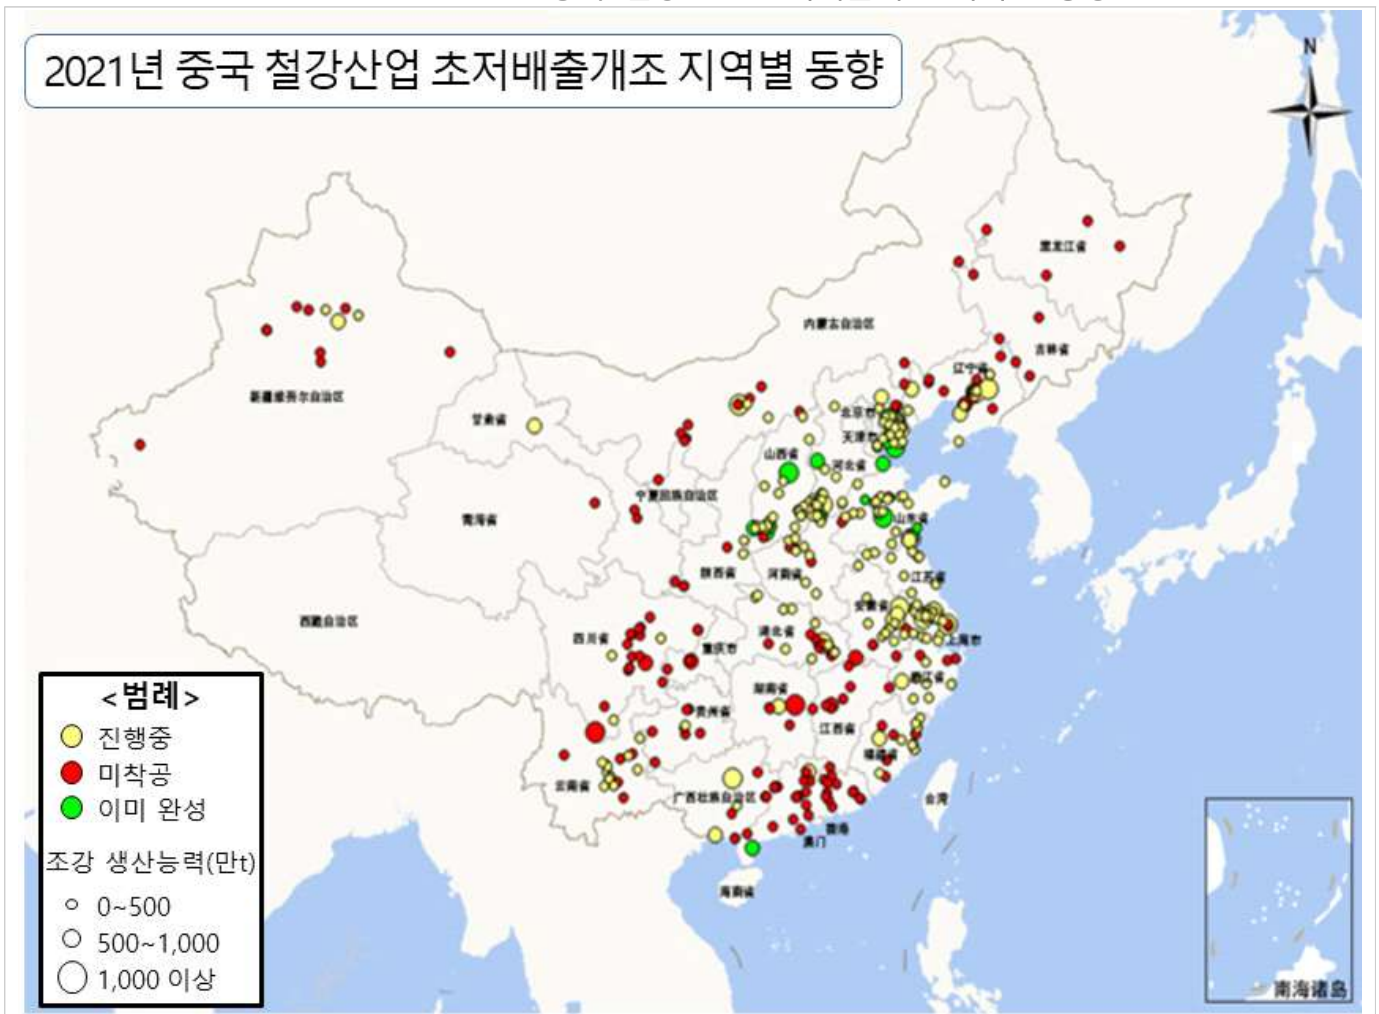 2021년 중국 철강산업 초저배출개조 지역별 동향
N
黑龙江省
内蒙古自治区
吉林省
辽宁省
新疆维吾尔自治区
甘肃省
北京市
天津市
山西省
河北省
宁夏回族自治区
青海省
山东省
陕西省
河南省
江苏省
安徽省
西藏自治区
四川省
湖北省
上海市
重庆市
浙江省
湖南省
贵州省
江西省
福建省
云南省
广西壮族自治区
台湾
香港
澳门
海南省
南海诸岛
<범례>
진행중
미착공
이미 완성
조강 생산능력(만t)
0~500
500~1,000
1,000 이상